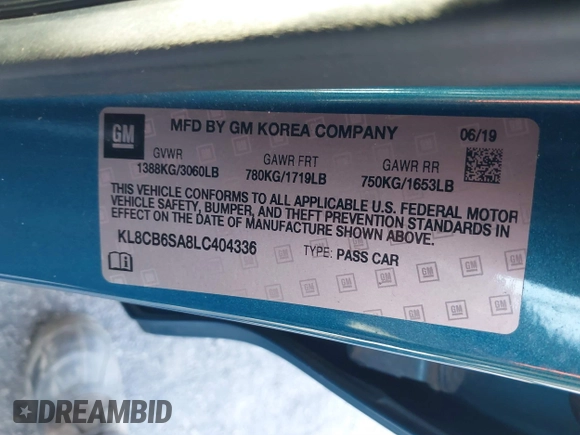 GM
MFD BY GM KOREA COMPANY
06/19
GVWR
GAWR FRT
GAWR RR
1388KG/3060LB
780KG/1719LB
750KG/1653LB
THIS VEHICLE CONFORMS TO ALL APPLICABLE U.S. FEDERAL MOTOR
VEHICLE SAFETY, BUMPER, AND THEFT PREVENTION STANDARDS IN
EFFECT ON THE DATE OF MANUFACTURE SHOWN ABOVE.
KL8CB6SA8LC404336
TYPE: PASS CAR
DREAMBID